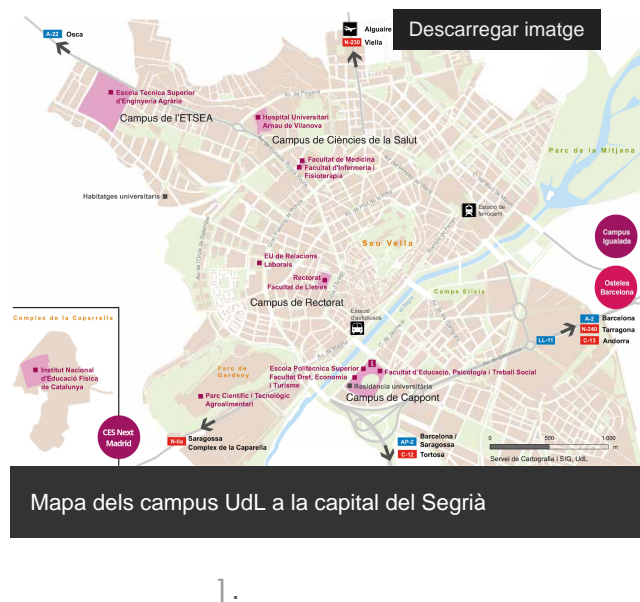 Descarregar imatge
A-22 Osca
Alguaire
N-230 Viella
Escola Tècnica Superior
d'Enginyeria Agrària
Campus de l'ETSEA
Hospital Universitari
Arnau de Vilanova
Campus de Ciències de la Salut
Facultat de Medicina
Facultat d'Infermeria i
Fisioteràpia
Parc de la Mitjana
Habitatges universitaris
Estació de
ferrocarril
Seu Vella
Campus
Igualada
EU de Relacions
Laborals
Rectorat
Facultat de Lletres
Campus de Rectorat
Camps Elisis
Ostelea
Barcelona
Complex de la Caparrella
Estació
d'autobusos
A-2 Barcelona
N-240 Tarragona
LL-11
C-13 Andorra
Av. de Madrid
Institut Nacional
d'Educació Física
de Catalunya
Parc de
Gardeny
Escola Politècnica Superior
Facultat Dret, Economia
i Turisme
Facultat d'Educació, Psicologia i Treball Social
Residència universitària
Campus de Cappont
Parc Científic i Tecnològic
Agroalimentari
CES Next
Madrid
N-IIa Saragossa
Complex de la Caparella
AP-2 Barcelona /
Saragossa
C-12 Tortosa
0 500 1.000
m
Servei de Cartografia i SIG, UdL
Mapa dels campus UdL a la capital del Segrià
].